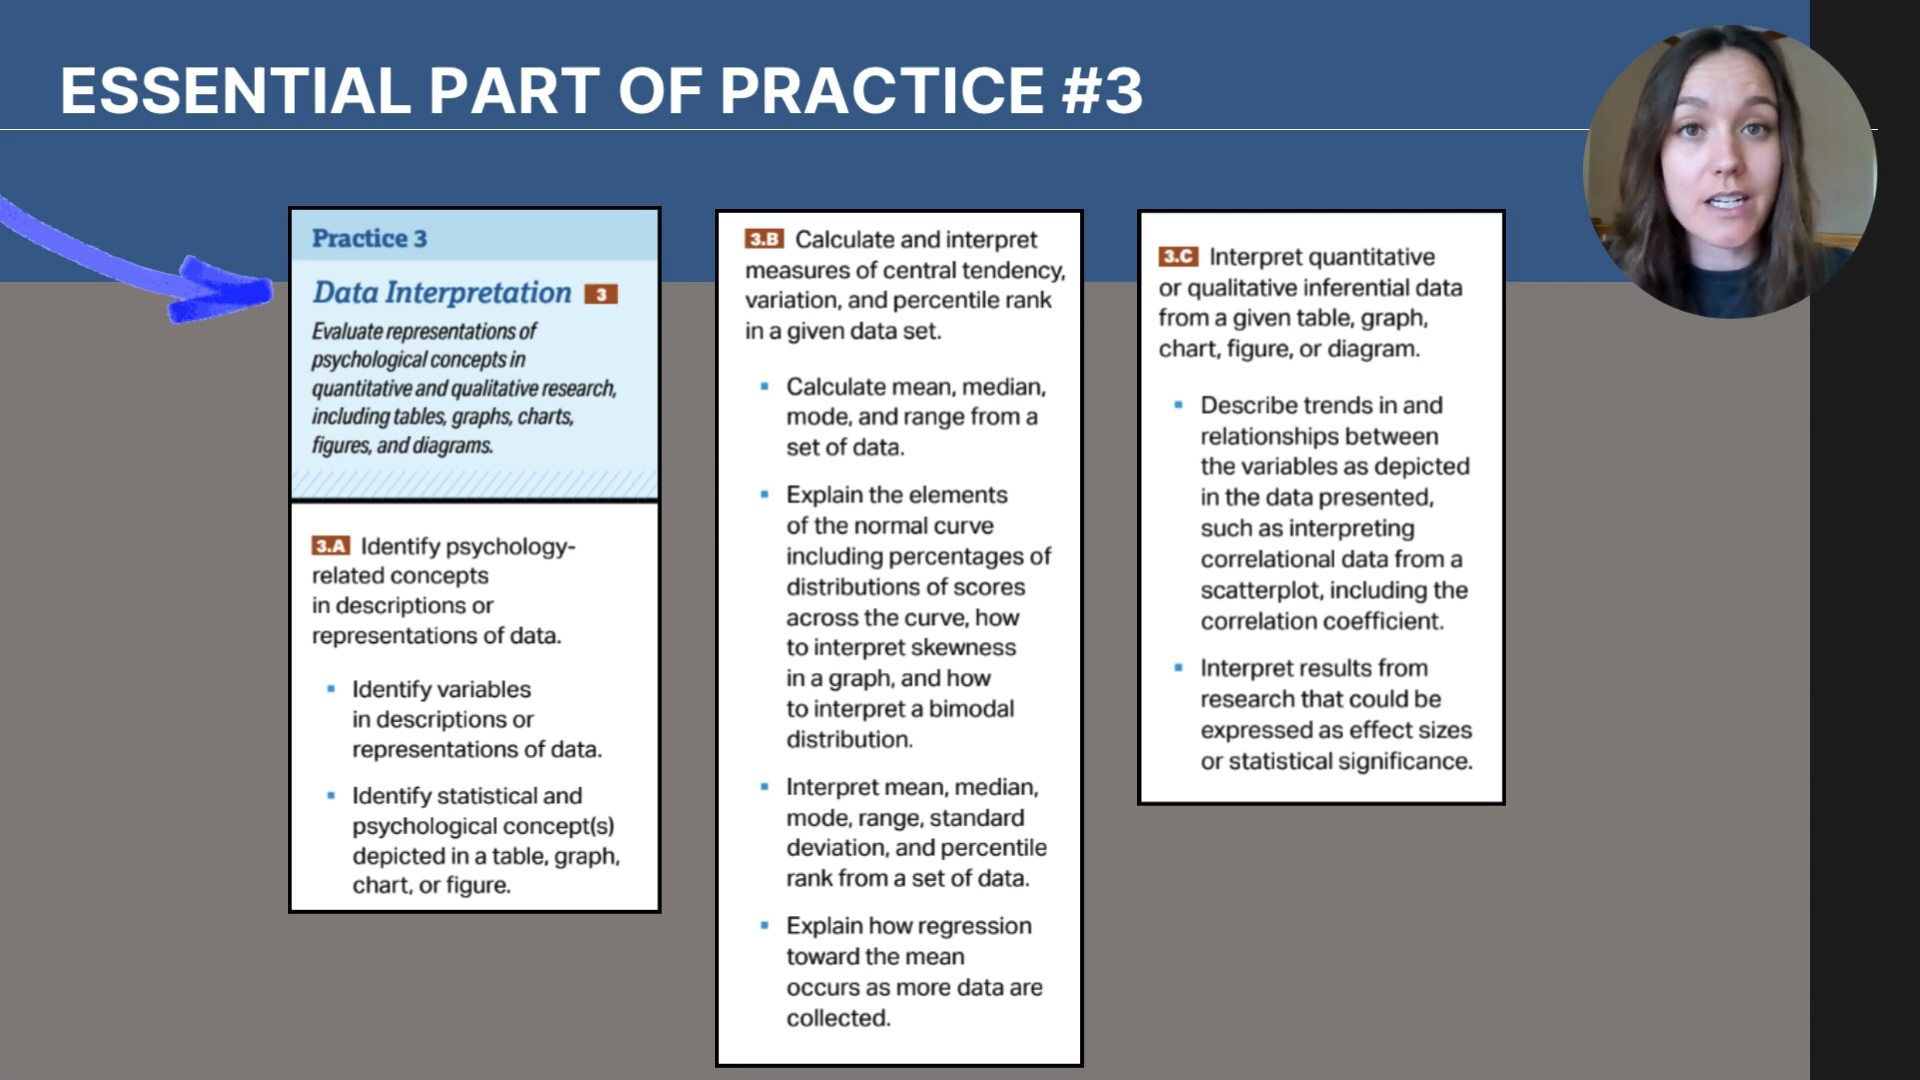 ESSENTIAL PART OF PRACTICE #3
Practice 3
Data Interpretation 3
Evaluate representations of
psychological concepts in
quantitative and qualitative research,
including tables, graphs, charts,
figures, and diagrams.
3.A Identify psychology-
related concepts
in descriptions or
representations of data.
▪ Identify variables
in descriptions or
representations of data.
▪ Identify statistical and
psychological concept(s)
depicted in a table, graph,
chart, or figure.
3.B Calculate and interpret
measures of central tendency,
variation, and percentile rank
in a given data set.
▪ Calculate mean, median,
mode, and range from a
set of data.
▪ Explain the elements
of the normal curve
including percentages of
distributions of scores
across the curve, how
to interpret skewness
in a graph, and how
to interpret a bimodal
distribution.
▪ Interpret mean, median,
mode, range, standard
deviation, and percentile
rank from a set of data.
▪ Explain how regression
toward the mean
occurs as more data are
collected.
3.C Interpret quantitative
or qualitative inferential data
from a given table, graph,
chart, figure, or diagram.
▪ Describe trends in and
relationships between
the variables as depicted
in the data presented,
such as interpreting
correlational data from a
scatterplot, including the
correlation coefficient.
▪ Interpret results from
research that could be
expressed as effect sizes
or statistical significance.